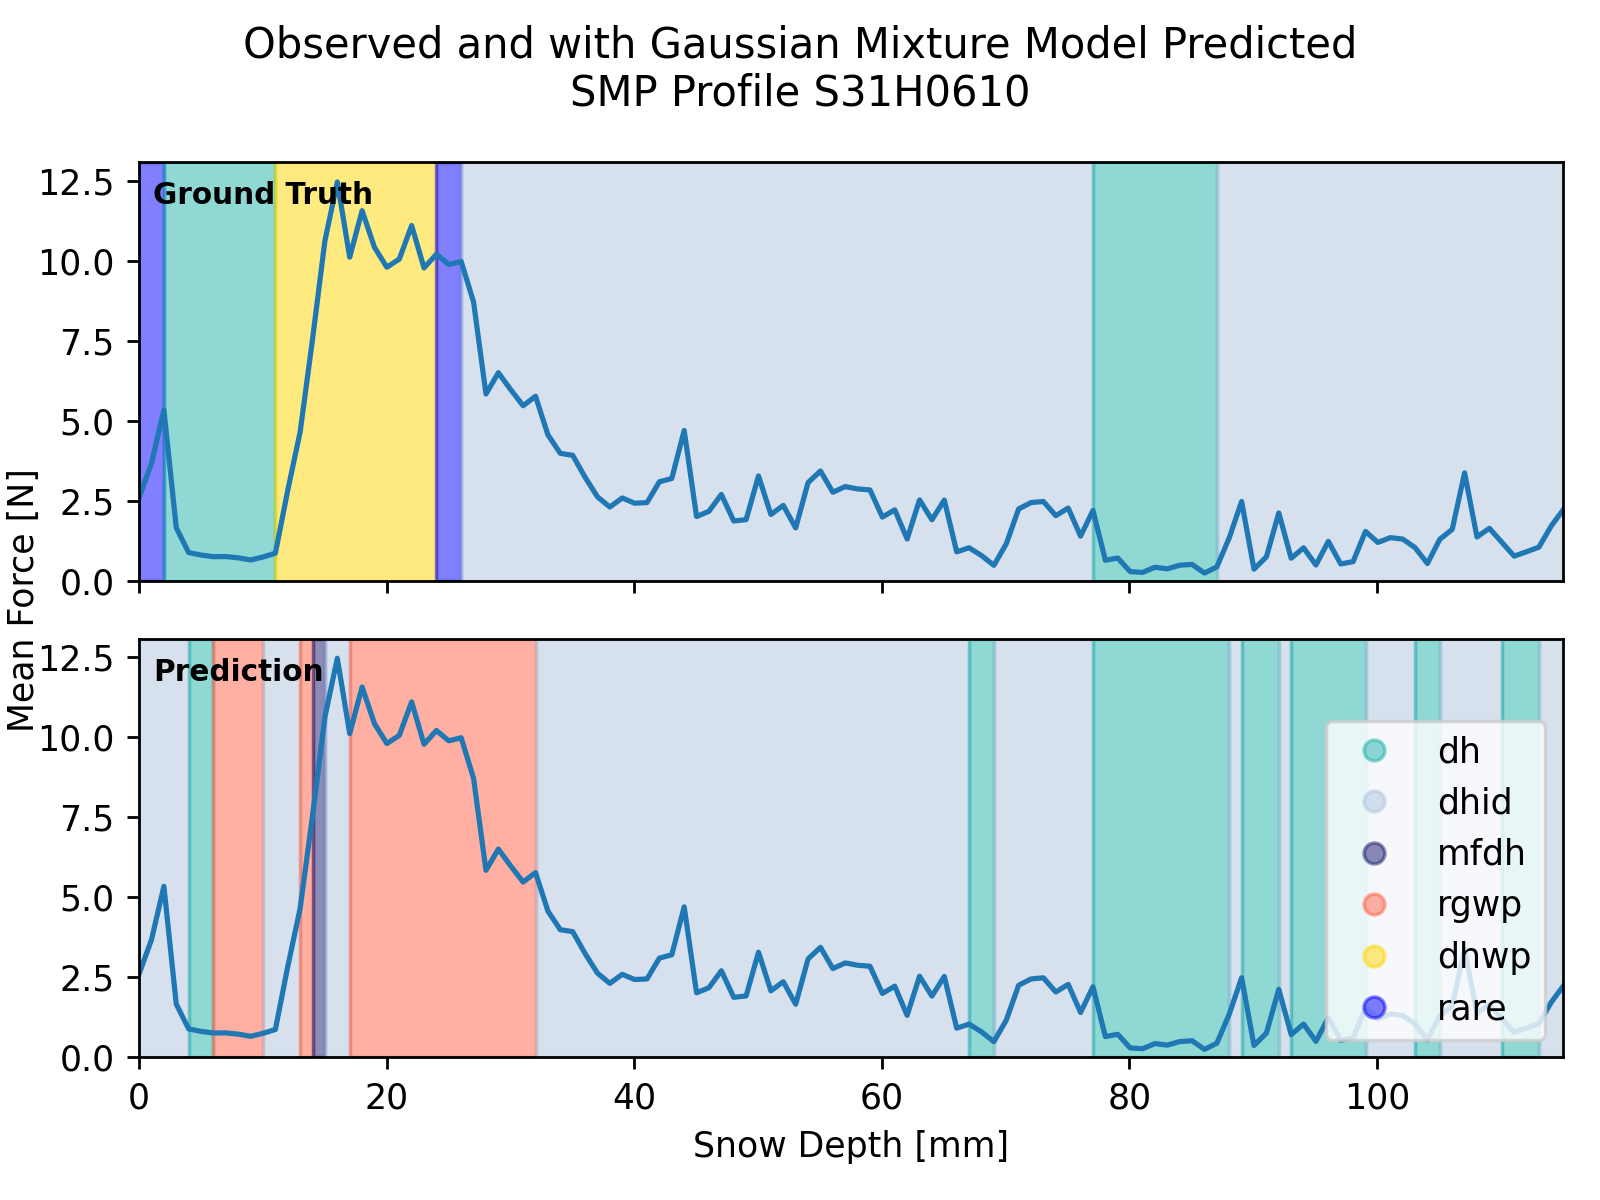 Observed and with Gaussian Mixture Model Predicted
SMP Profile S31H0610
Mean Force [N]
12.5
10.0
7.5
5.0
2.5
0.0
Ground Truth
12.5
10.0
7.5
5.0
2.5
0.0
Prediction
dh
dhid
mfdh
rgwp
dhwp
rare
0 20 40 60 80 100
Snow Depth [mm]